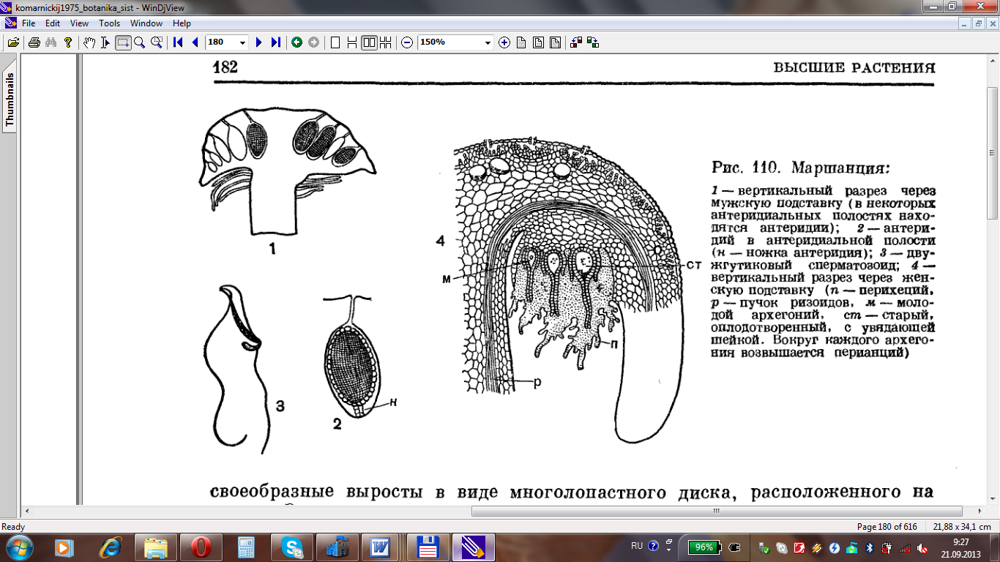 komarnickij1975_botanika_sist - WinDjView
File Edit View Tools Window Help
180 150%
Thumbnails
182 ВЫСШИЕ РАСТЕНИЯ
1
4
м
ст
п
р
3
2
н
Рис. 110. Маршанция:
1 — вертикальный разрез через
мужскую подставку (в некоторых
антеридиальных полостях нахо-
дятся антеридии); 2 — антери-
дий в антеридиальной полости
(н — ножка антеридия); 3 — дву-
жгутиковый сперматозоид; 4 —
вертикальный разрез через жен-
скую подставку (п — перихеций,
р — пучок ризоидов, м — моло-
дой архегоний, ст — старый,
оплодотворенный, с увядающей
шейкой. Вокруг каждого архего-
ния возвышается перианций)
своеобразные выросты в виде многолопастного диска, расположенного на
Ready Page 180 of 616 21,88 x 34,1 cm
RU 96% 9:27
21.09.2013